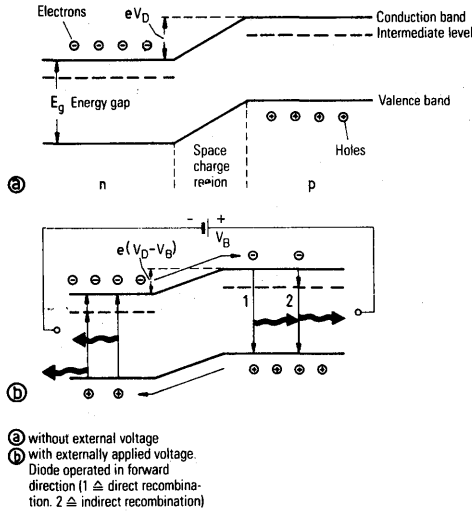 Electrons
eV_D
Conduction band
Intermediate level
E_g Energy gap
Valence band
Space
charge
region
Holes
ⓐ
n
p
- +
V_B
e(V_D-V_B)
1
2
ⓑ
ⓐ without external voltage
ⓑ with externally applied voltage.
Diode operated in forward
direction (1 ≙ direct recombina-
tion. 2 ≙ indirect recombination)